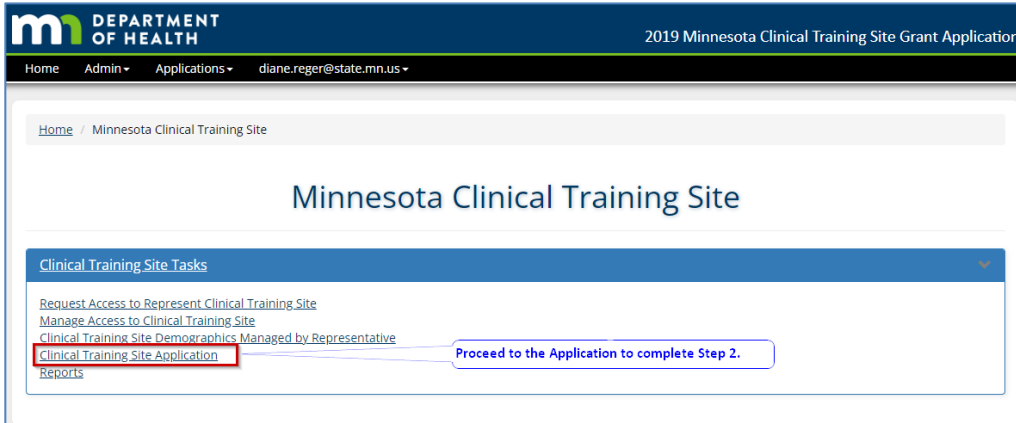 DEPARTMENT
OF HEALTH
2019 Minnesota Clinical Training Site Grant Application
Home Admin Applications diane.reger@state.mn.us
Home / Minnesota Clinical Training Site
Minnesota Clinical Training Site
Clinical Training Site Tasks
Request Access to Represent Clinical Training Site
Manage Access to Clinical Training Site
Clinical Training Site Demographics Managed by Representative
Clinical Training Site Application
Proceed to the Application to complete Step 2.
Reports